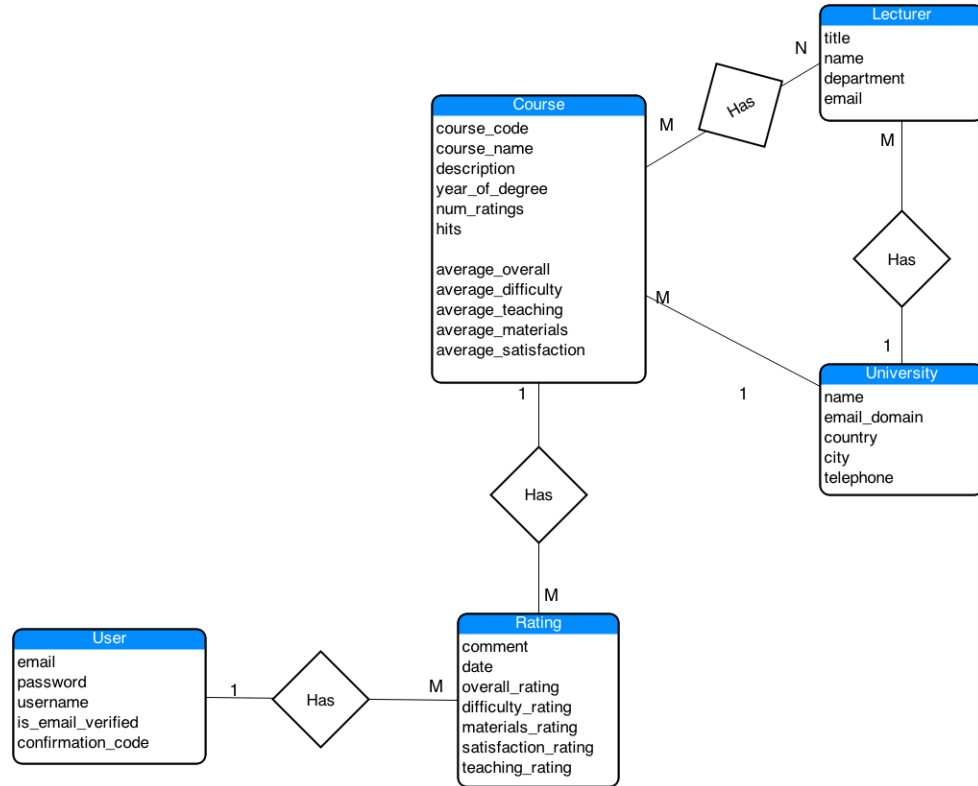 Lecturer
title
name
department
email
N
Has
M
Course
course_code
course_name
description
year_of_degree
num_ratings
hits
average_overall
average_difficulty
average_teaching
average_materials
average_satisfaction
M
Has
1
M
1
University
name
email_domain
country
city
telephone
1
Has
M
Rating
comment
date
overall_rating
difficulty_rating
materials_rating
satisfaction_rating
teaching_rating
User
email
password
username
is_email_verified
confirmation_code
1
Has
M